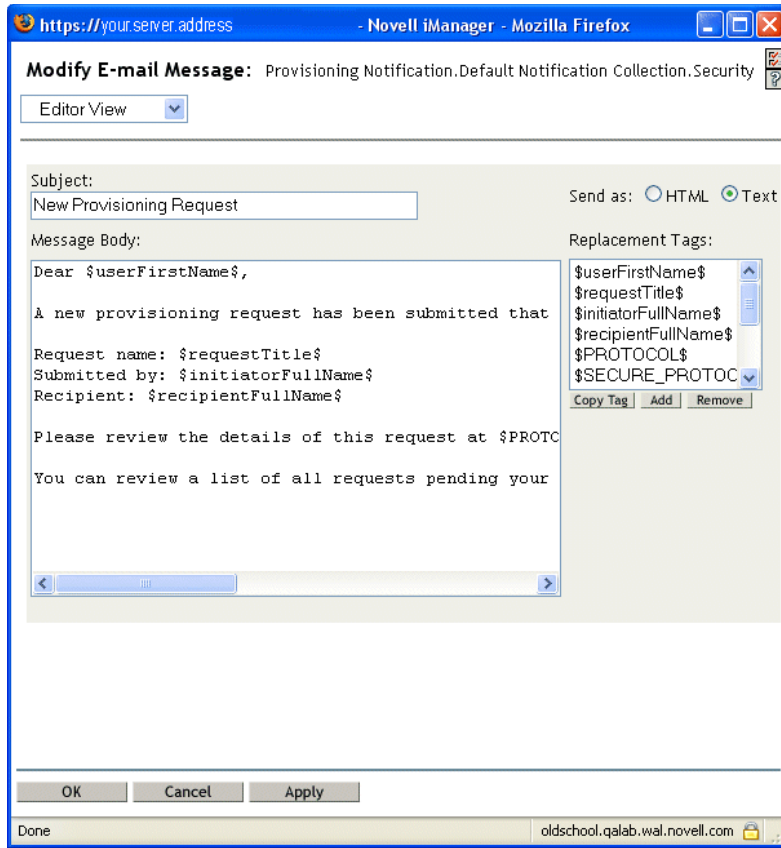 https://your.server.address - Novell iManager - Mozilla Firefox
Modify E-mail Message: Provisioning Notification.Default Notification Collection.Security
?
Editor View
Subject:
New Provisioning Request
Send as: HTML Text
Message Body:
Replacement Tags:
Dear $userFirstName$,
A new provisioning request has been submitted that
Request name: $requestTitle$
Submitted by: $initiatorFullName$
Recipient: $recipientFullName$
Please review the details of this request at $PROTO
You can review a list of all requests pending your
$userFirstName$
$requestTitle$
$initiatorFullName$
$recipientFullName$
$PROTOCOL$
$SECURE_PROTOC
Copy Tag Add Remove
OK Cancel Apply
Done oldschool.qalab.wal.novell.com